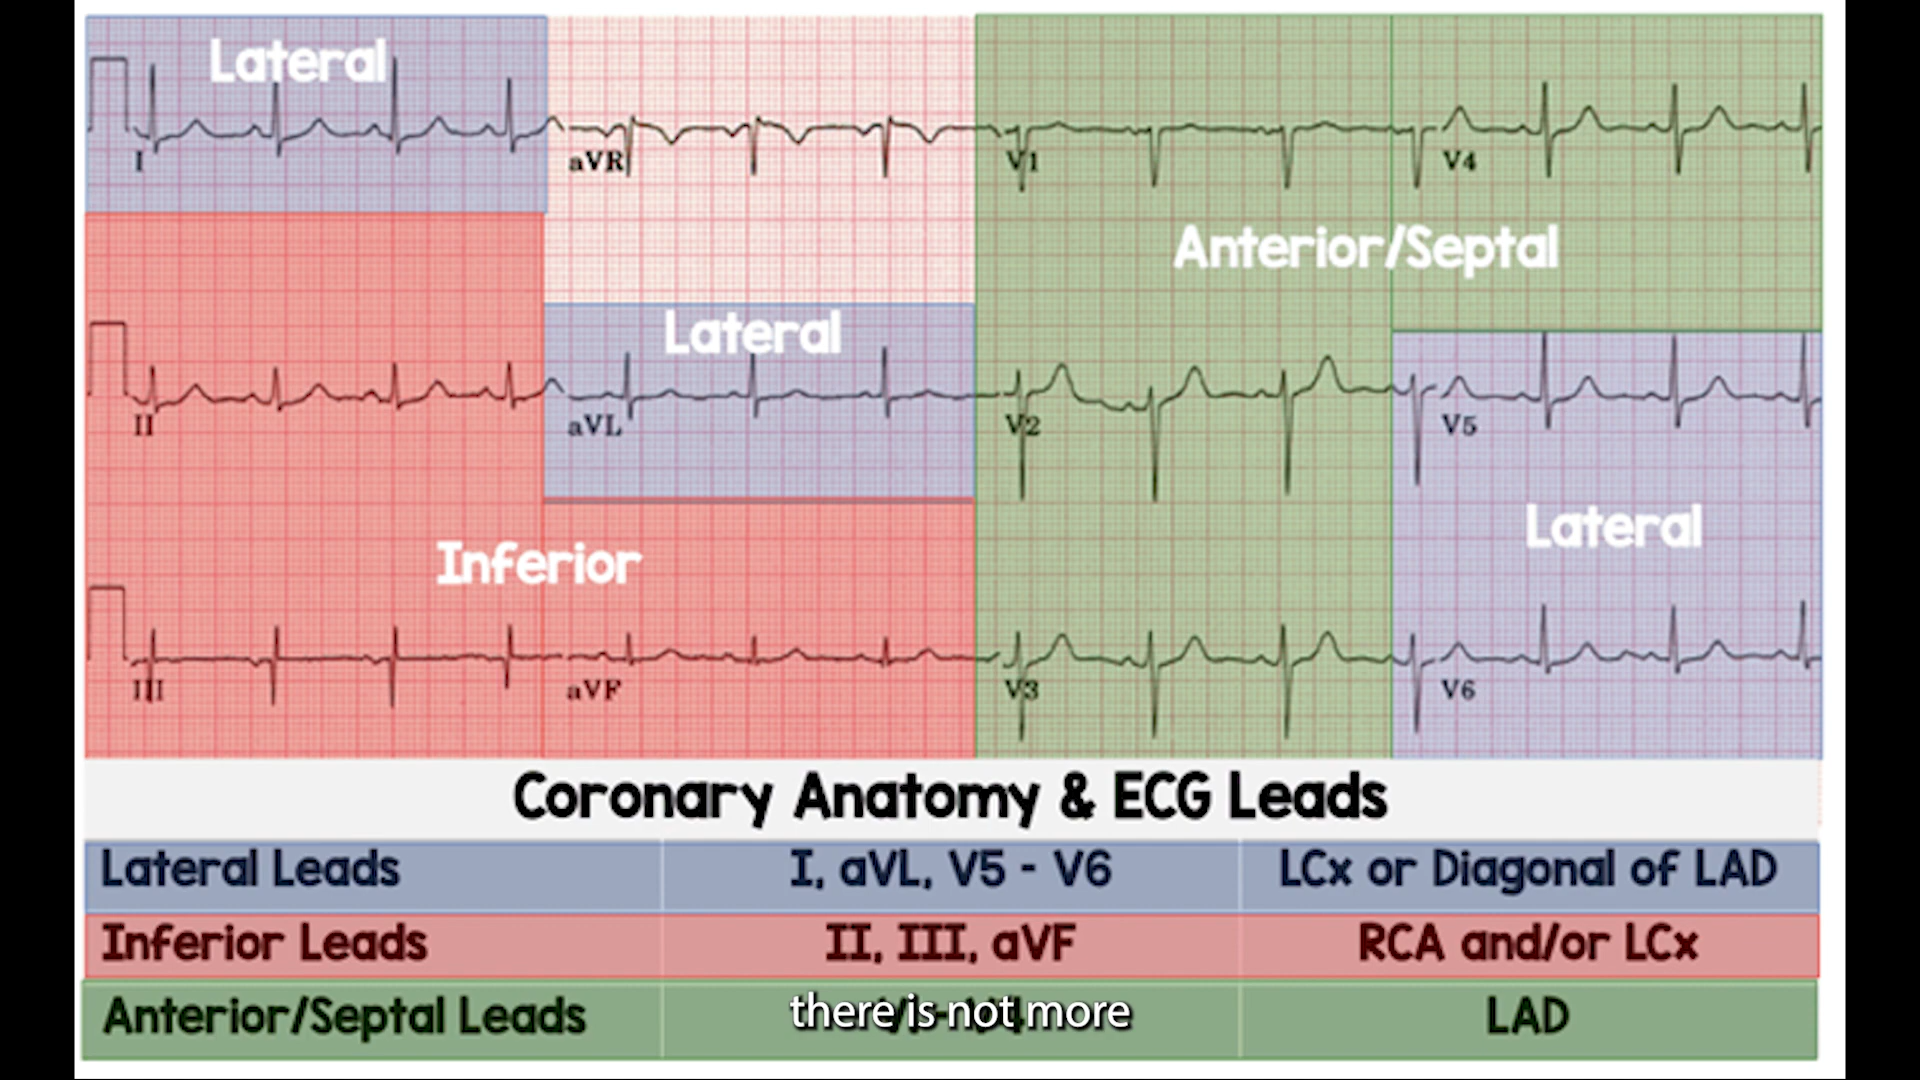 Lateral
I
aVR
V1
V4
Anterior/Septal
Lateral
II
aVL
V2
V5
Lateral
Inferior
III
aVF
V3
V6
Coronary Anatomy & ECG Leads
Lateral Leads I, aVL, V5 - V6 LCx or Diagonal of LAD
Inferior Leads II, III, aVF RCA and/or LCx
Anterior/Septal Leads LAD
there is not more